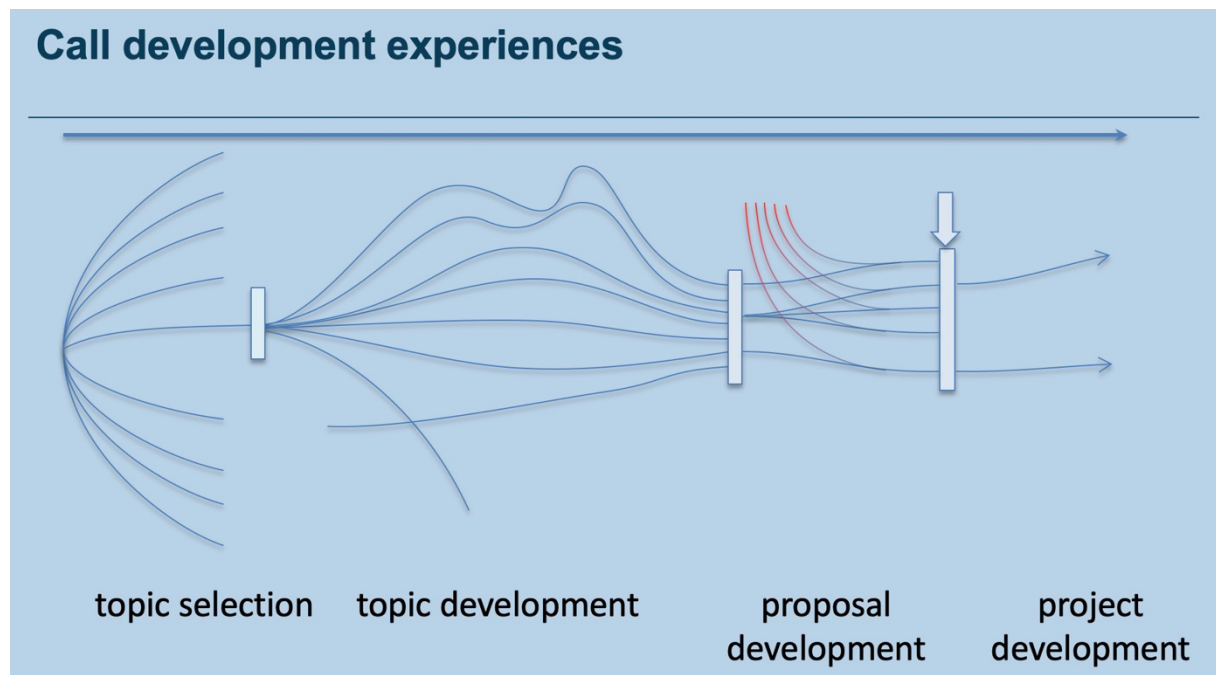 Call development experiences
topic selection
topic development
proposal
development
project
development